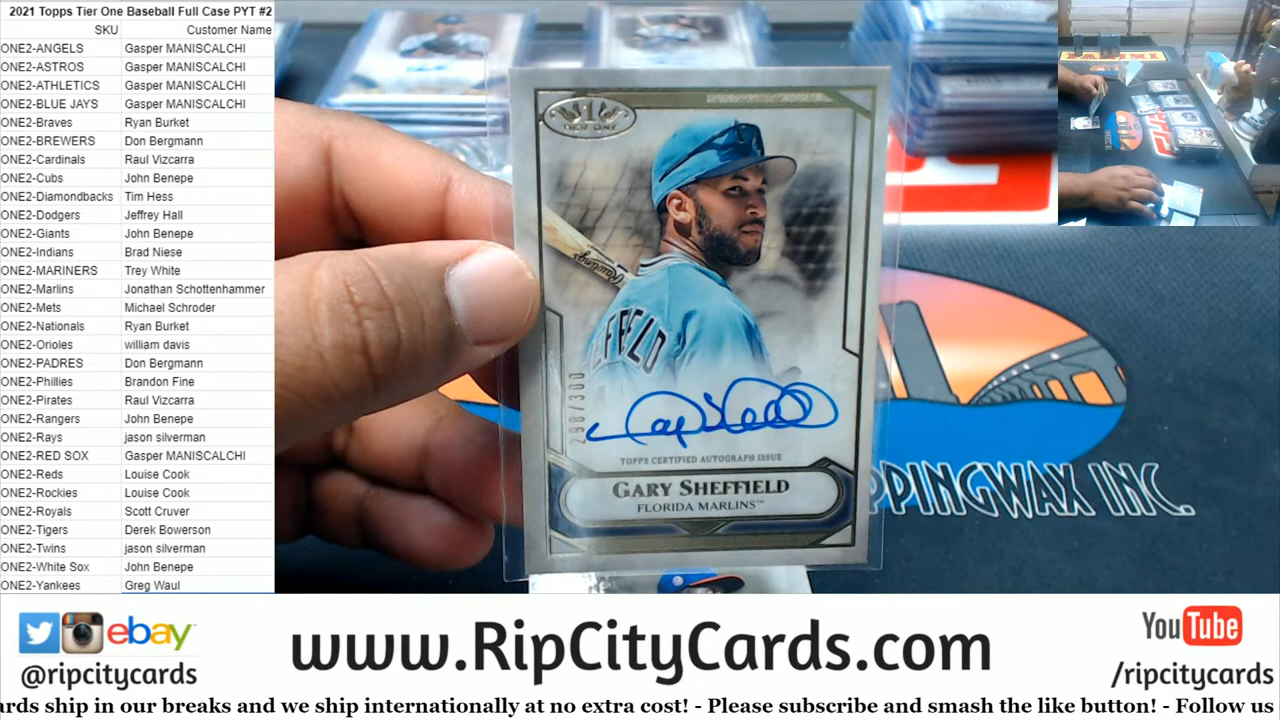 2021 Topps Tier One Baseball Full Case PYT #2
SKU Customer Name
ONE2-ANGELS Gasper MANISCALCHI
ONE2-ASTROS Gasper MANISCALCHI
ONE2-ATHLETICS Gasper MANISCALCHI
ONE2-BLUE JAYS Gasper MANISCALCHI
ONE2-Braves Ryan Burket
ONE2-BREWERS Don Bergmann
ONE2-Cardinals Raul Vizcarra
ONE2-Cubs John Benepe
ONE2-Diamondbacks Tim Hess
ONE2-Dodgers Jeffrey Hall
ONE2-Giants John Benepe
ONE2-Indians Brad Niese
ONE2-MARINERS Trey White
ONE2-Marlins Jonathan Schottenhammer
ONE2-Mets Michael Schroder
ONE2-Nationals Ryan Burket
ONE2-Orioles william davis
ONE2-PADRES Don Bergmann
ONE2-Phillies Brandon Fine
ONE2-Pirates Raul Vizcarra
ONE2-Rangers John Benepe
ONE2-Rays jason silverman
ONE2-RED SOX Gasper MANISCALCHI
ONE2-Reds Louise Cook
ONE2-Rockies Louise Cook
ONE2-Royals Scott Cruver
ONE2-Tigers Derek Bowerson
ONE2-Twins jason silverman
ONE2-White Sox John Benepe
ONE2-Yankees Greg Waul
TIER ONE
Rawlings
EFFIELD
298/300
TOPPS CERTIFIED AUTOGRAPH ISSUE
GARY SHEFFIELD
FLORIDA MARLINS™
PPINGWAX INC.
PANINI
ebay
@ripcitycards
www.RipCityCards.com
YouTube
/ripcitycards
ards ship in our breaks and we ship internationally at no extra cost! - Please subscribe and smash the like button! - Follow us